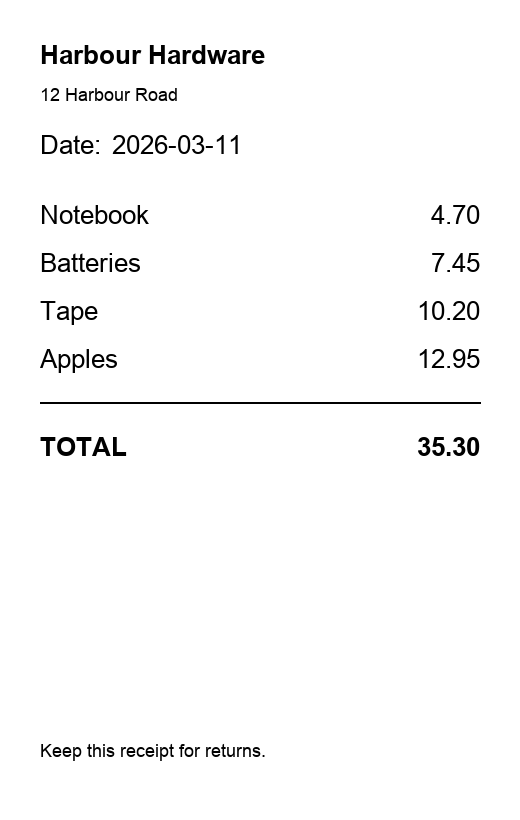 Harbour Hardware
12 Harbour Road
Date: 2026-03-11
Notebook 4.70
Batteries 7.45
Tape 10.20
Apples 12.95
TOTAL 35.30
Keep this receipt for returns.